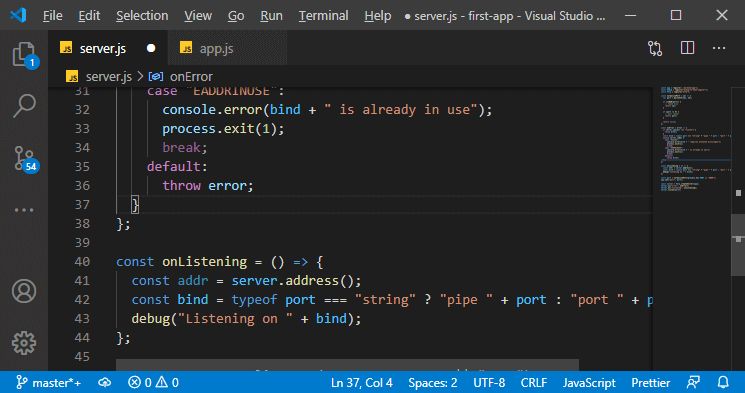 File Edit Selection View Go Run Terminal Help ● server.js - first-app - Visual Studio ...
JS server.js ● JS app.js ...
JS server.js > onError
1
54
31 case "EADDRINUSE":
32 console.error(bind + " is already in use");
33 process.exit(1);
34 break;
35 default:
36 throw error;
37 }
38 };
39
40 const onListening = () => {
41 const addr = server.address();
42 const bind = typeof port === "string" ? "pipe " + port : "port " + p
43 debug("Listening on " + bind);
44 };
45
master*+ 0 0 Ln 37, Col 4 Spaces: 2 UTF-8 CRLF JavaScript Prettier